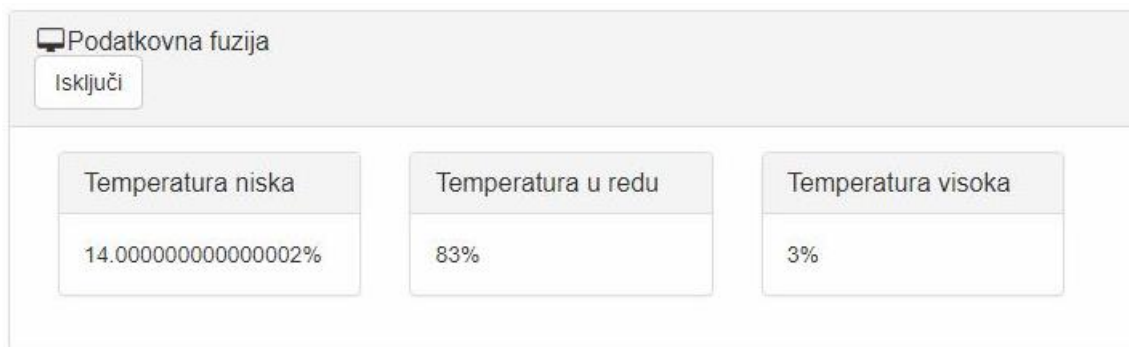 Podatkovna fuzija
Isključi
Temperatura niska
Temperatura u redu
Temperatura visoka
14.000000000000002%
83%
3%